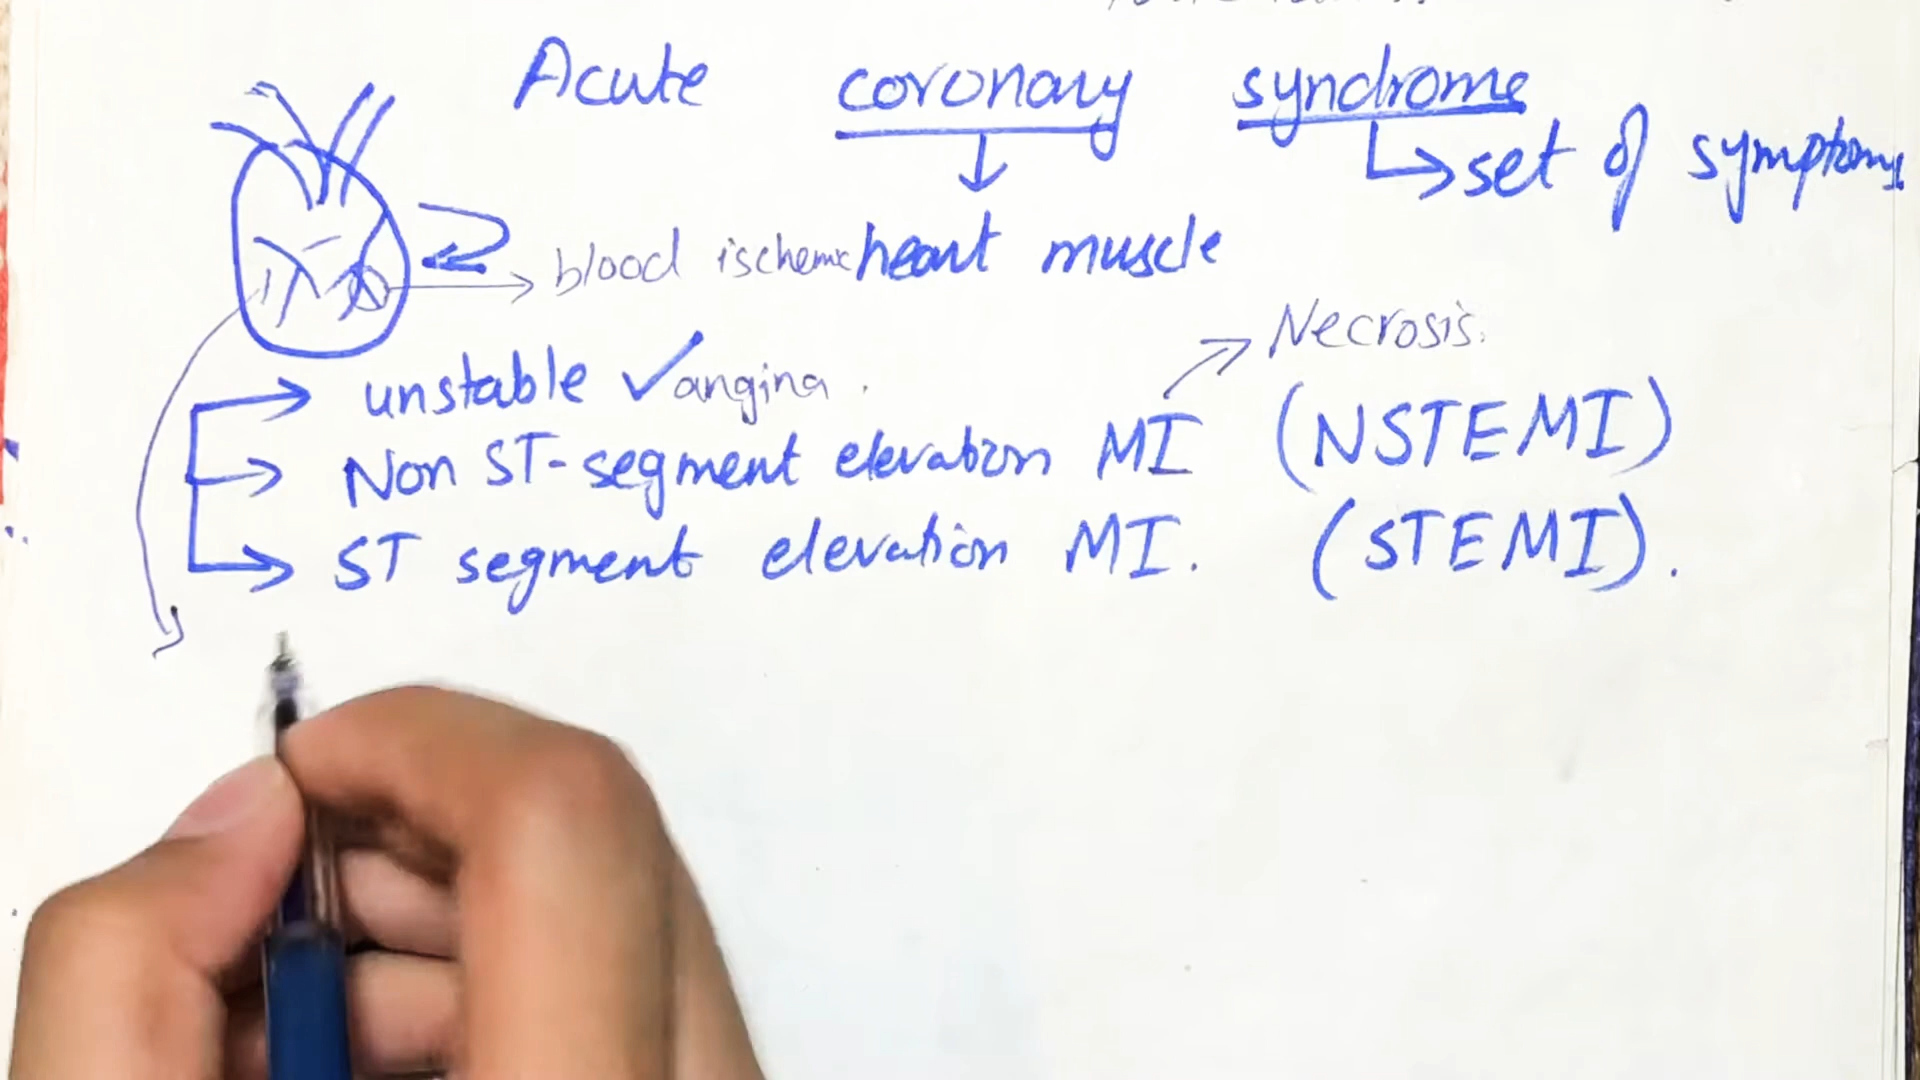 Acute coronary syndrome
set of symptoms
blood ischemic heart muscle
Necrosis.
unstable angina.
Non ST-segment elevation MI (NSTEMI)
ST segment elevation MI. (STEMI).